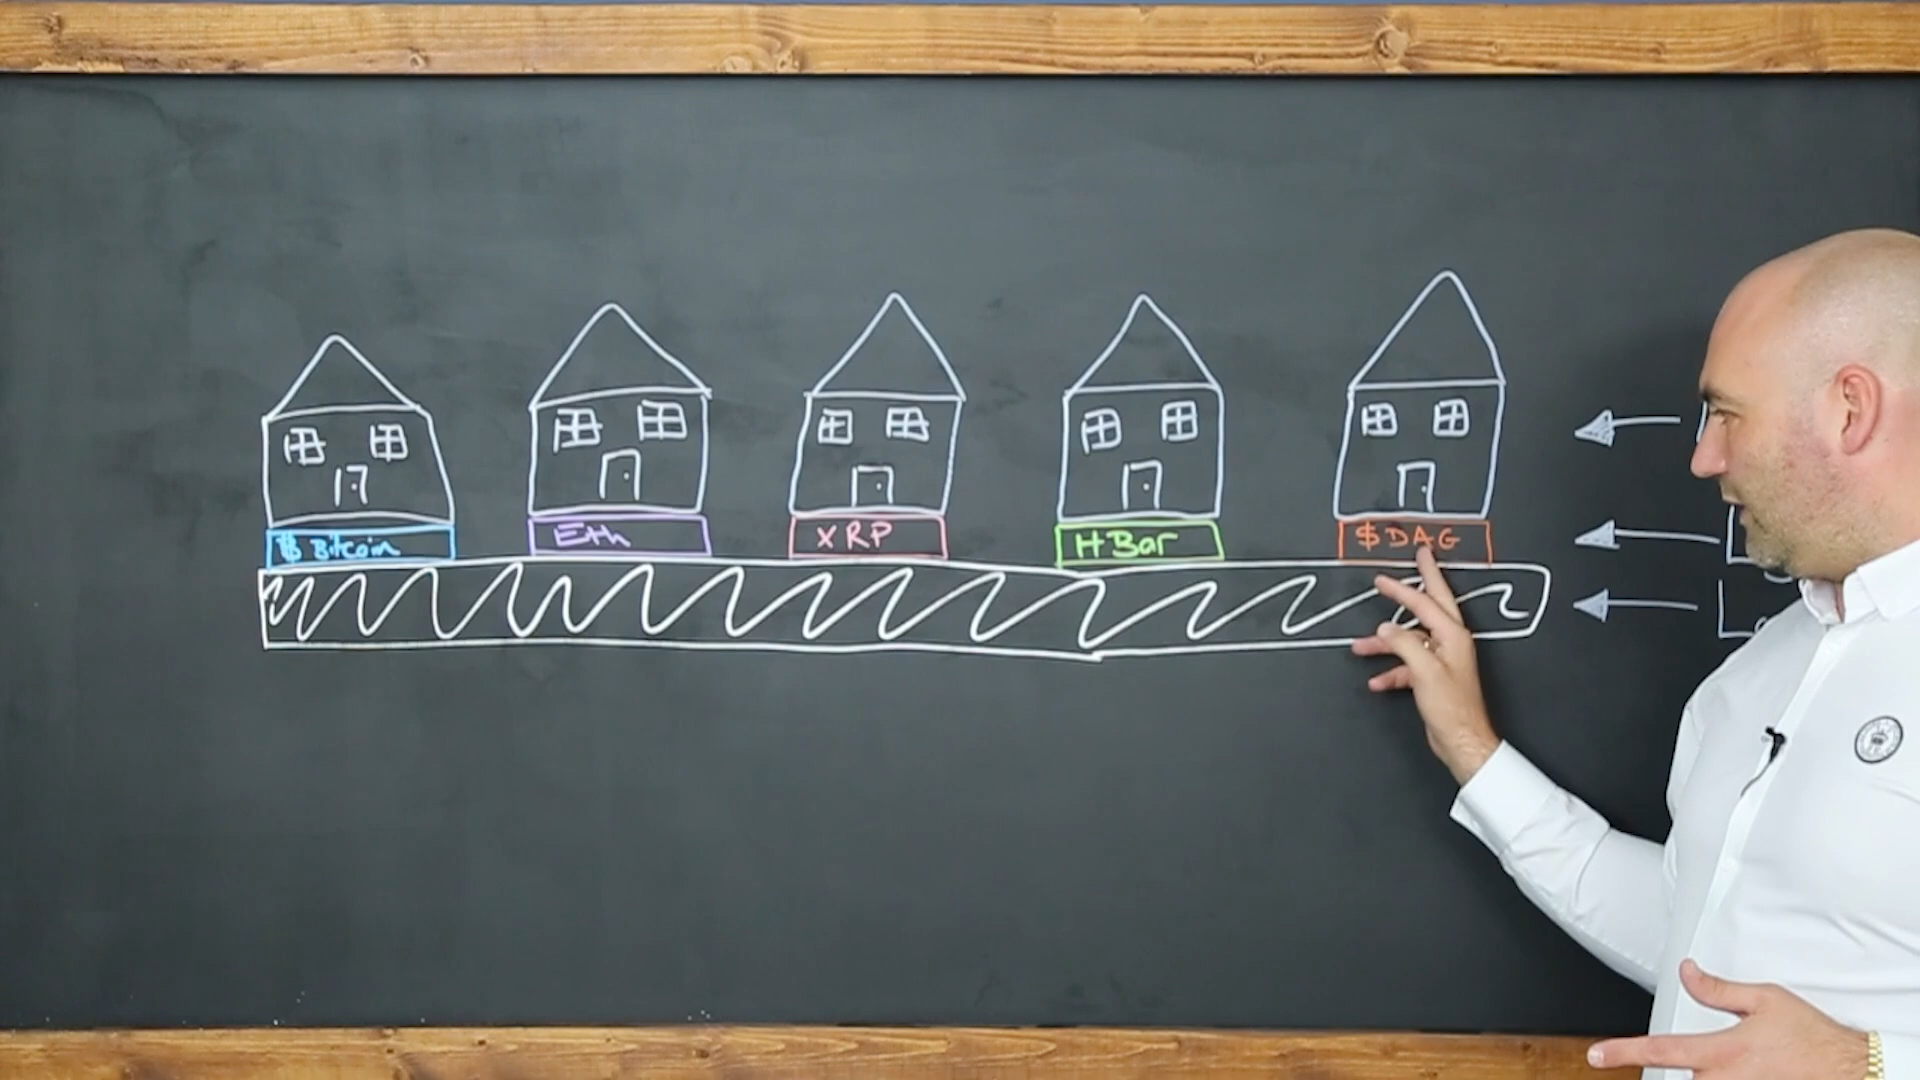 $ Bitcoin
Eth
XRP
HBar
$DAG